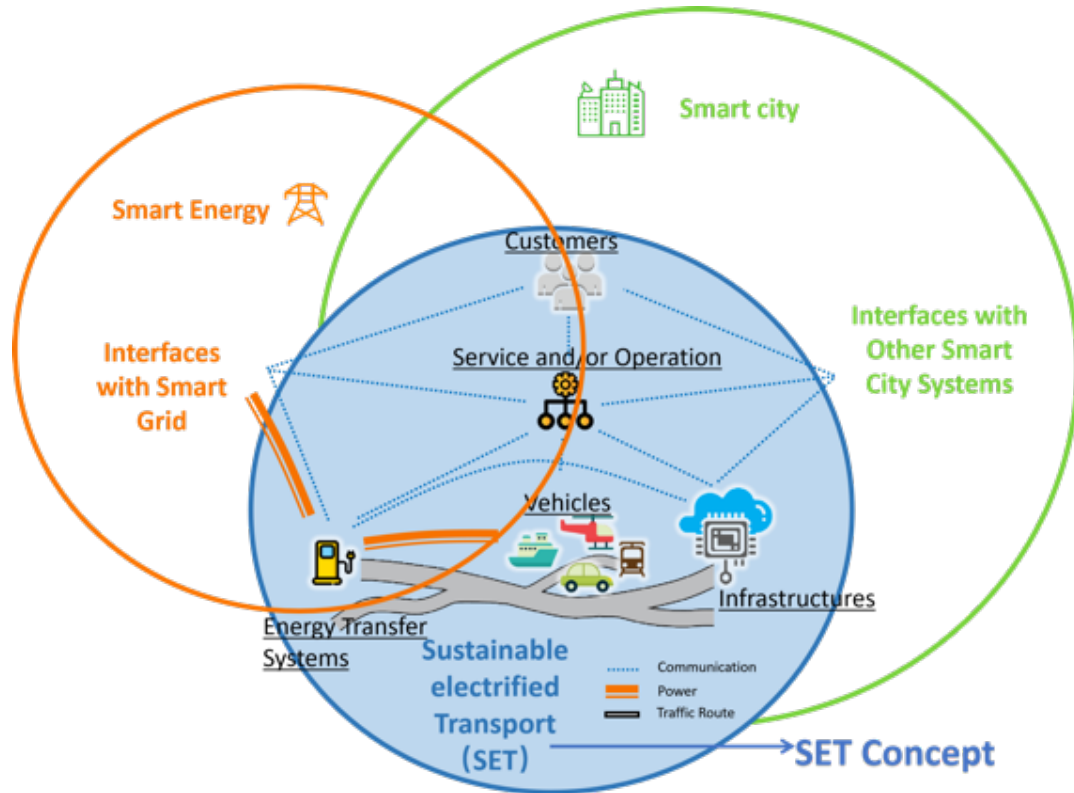 Smart city
Smart Energy
Customers
Interfaces
with Smart
Grid
Service and/or Operation
Interfaces with
Other Smart
City Systems
Vehicles
Infrastructures
Energy Transfer
Systems
Sustainable
electrified
Transport
(SET)
Communication
Power
Traffic Route
SET Concept